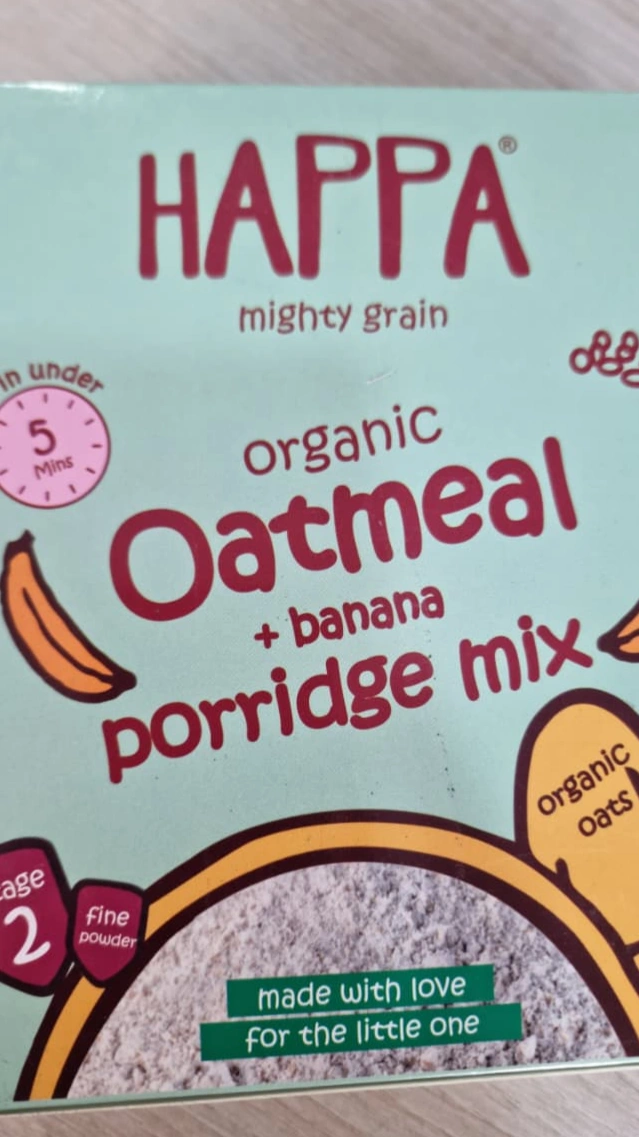 HAPPA®
mighty grain
in under
5
Mins
organic
Oatmeal
+ banana
porridge mix
organic
oats
2
fine
powder
made with love
for the little one